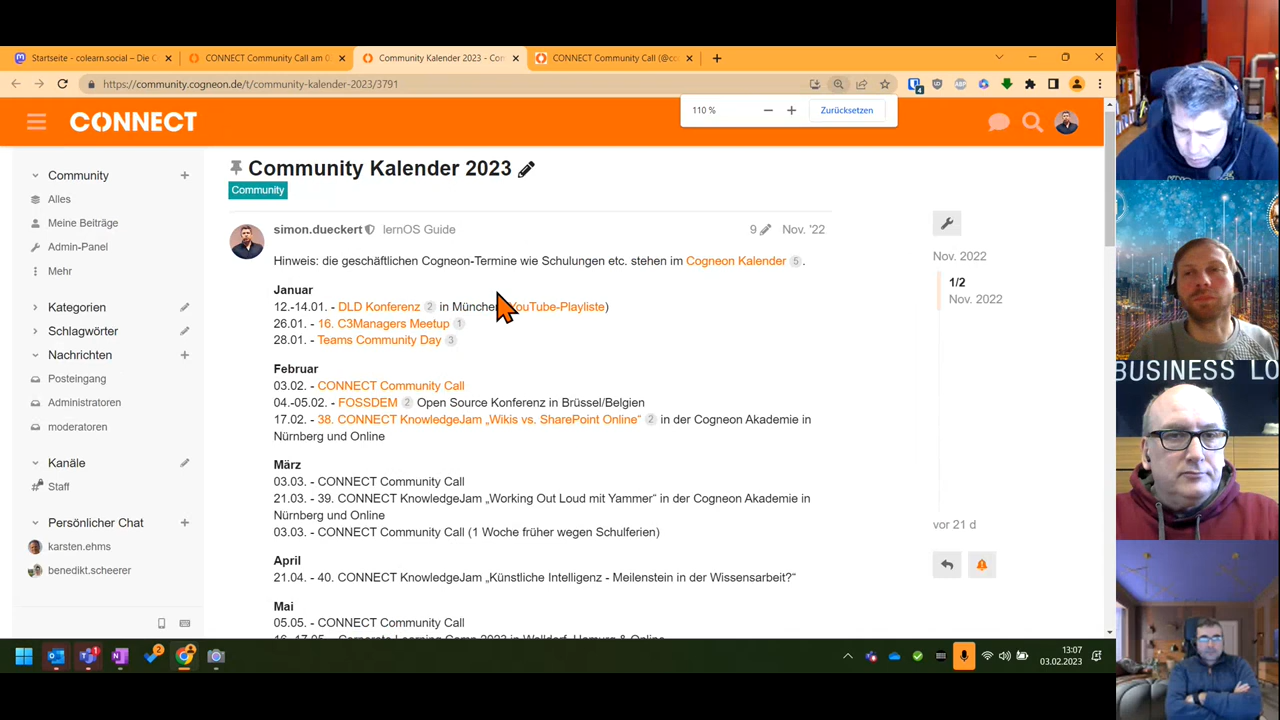 Startseite - colearn.social – Die C
CONNECT Community Call am 0
Community Kalender 2023 - Com
CONNECT Community Call (@cc
https://community.cogneon.de/t/community-kalender-2023/3791
110 %
Zurücksetzen
CONNECT
Community
Alles
Meine Beiträge
Admin-Panel
Mehr
Kategorien
Schlagwörter
Nachrichten
Posteingang
Administratoren
moderatoren
Kanäle
Staff
Persönlicher Chat
karsten.ehms
benedikt.scheerer
Community Kalender 2023
Community
simon.dueckert lernOS Guide
9 Nov. '22
Hinweis: die geschäftlichen Cogneon-Termine wie Schulungen etc. stehen im Cogneon Kalender 5.
Januar
12.-14.01. - DLD Konferenz 2 in Münche YouTube-Playliste)
26.01. - 16. C3Managers Meetup 1
28.01. - Teams Community Day 3
Februar
03.02. - CONNECT Community Call
04.-05.02. - FOSSDEM 2 Open Source Konferenz in Brüssel/Belgien
17.02. - 38. CONNECT KnowledgeJam „Wikis vs. SharePoint Online“ 2 in der Cogneon Akademie in
Nürnberg und Online
März
03.03. - CONNECT Community Call
21.03. - 39. CONNECT KnowledgeJam „Working Out Loud mit Yammer“ in der Cogneon Akademie in
Nürnberg und Online
03.03. - CONNECT Community Call (1 Woche früher wegen Schulferien)
April
21.04. - 40. CONNECT KnowledgeJam „Künstliche Intelligenz - Meilenstein in der Wissensarbeit?“
Mai
05.05. - CONNECT Community Call
Nov. 2022
1/2
Nov. 2022
vor 21 d
BUSINESS LO
13:07
03.02.2023